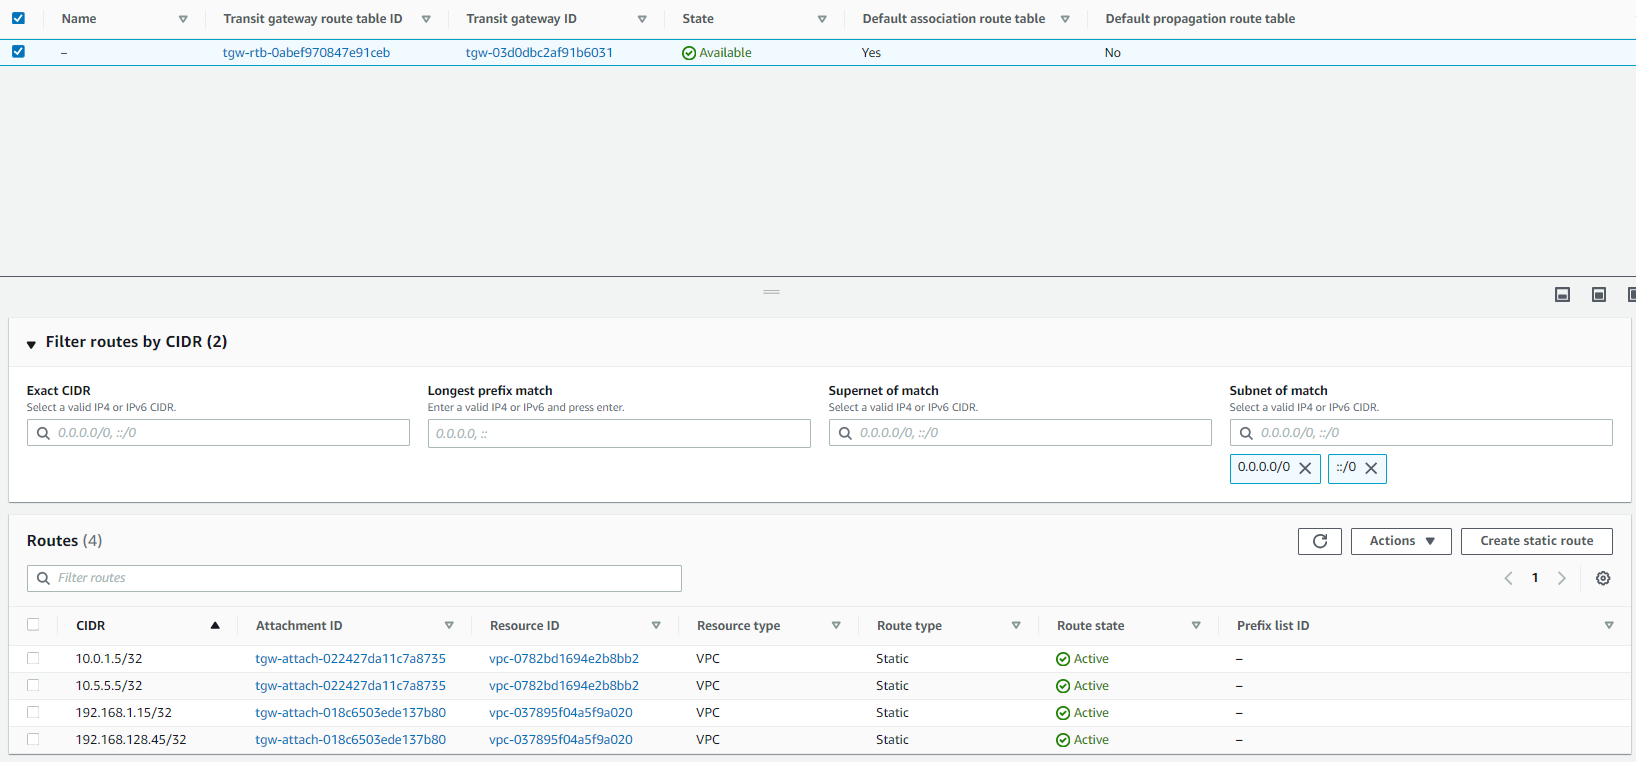 Name Transit gateway route table ID Transit gateway ID State Default association route table Default propagation route table
– tgw-rtb-0abef970847e91ceb tgw-03d0dbc2af91b6031 Available Yes No
Filter routes by CIDR (2)
Exact CIDR Longest prefix match Supernet of match Subnet of match
Select a valid IP4 or IPv6 CIDR. Enter a valid IP4 or IPv6 and press enter. Select a valid IP4 or IPv6 CIDR. Select a valid IP4 or IPv6 CIDR.
0.0.0.0/0, ::/0 0.0.0.0, :: 0.0.0.0/0, ::/0 0.0.0.0/0, ::/0
0.0.0.0/0 ::/0
Routes (4) Actions Create static route
Filter routes 1
CIDR Attachment ID Resource ID Resource type Route type Route state Prefix list ID
10.0.1.5/32 tgw-attach-022427da11c7a8735 vpc-0782bd1694e2b8bb2 VPC Static Active –
10.5.5.5/32 tgw-attach-022427da11c7a8735 vpc-0782bd1694e2b8bb2 VPC Static Active –
192.168.1.15/32 tgw-attach-018c6503ede137b80 vpc-037895f04a5f9a020 VPC Static Active –
192.168.128.45/32 tgw-attach-018c6503ede137b80 vpc-037895f04a5f9a020 VPC Static Active –